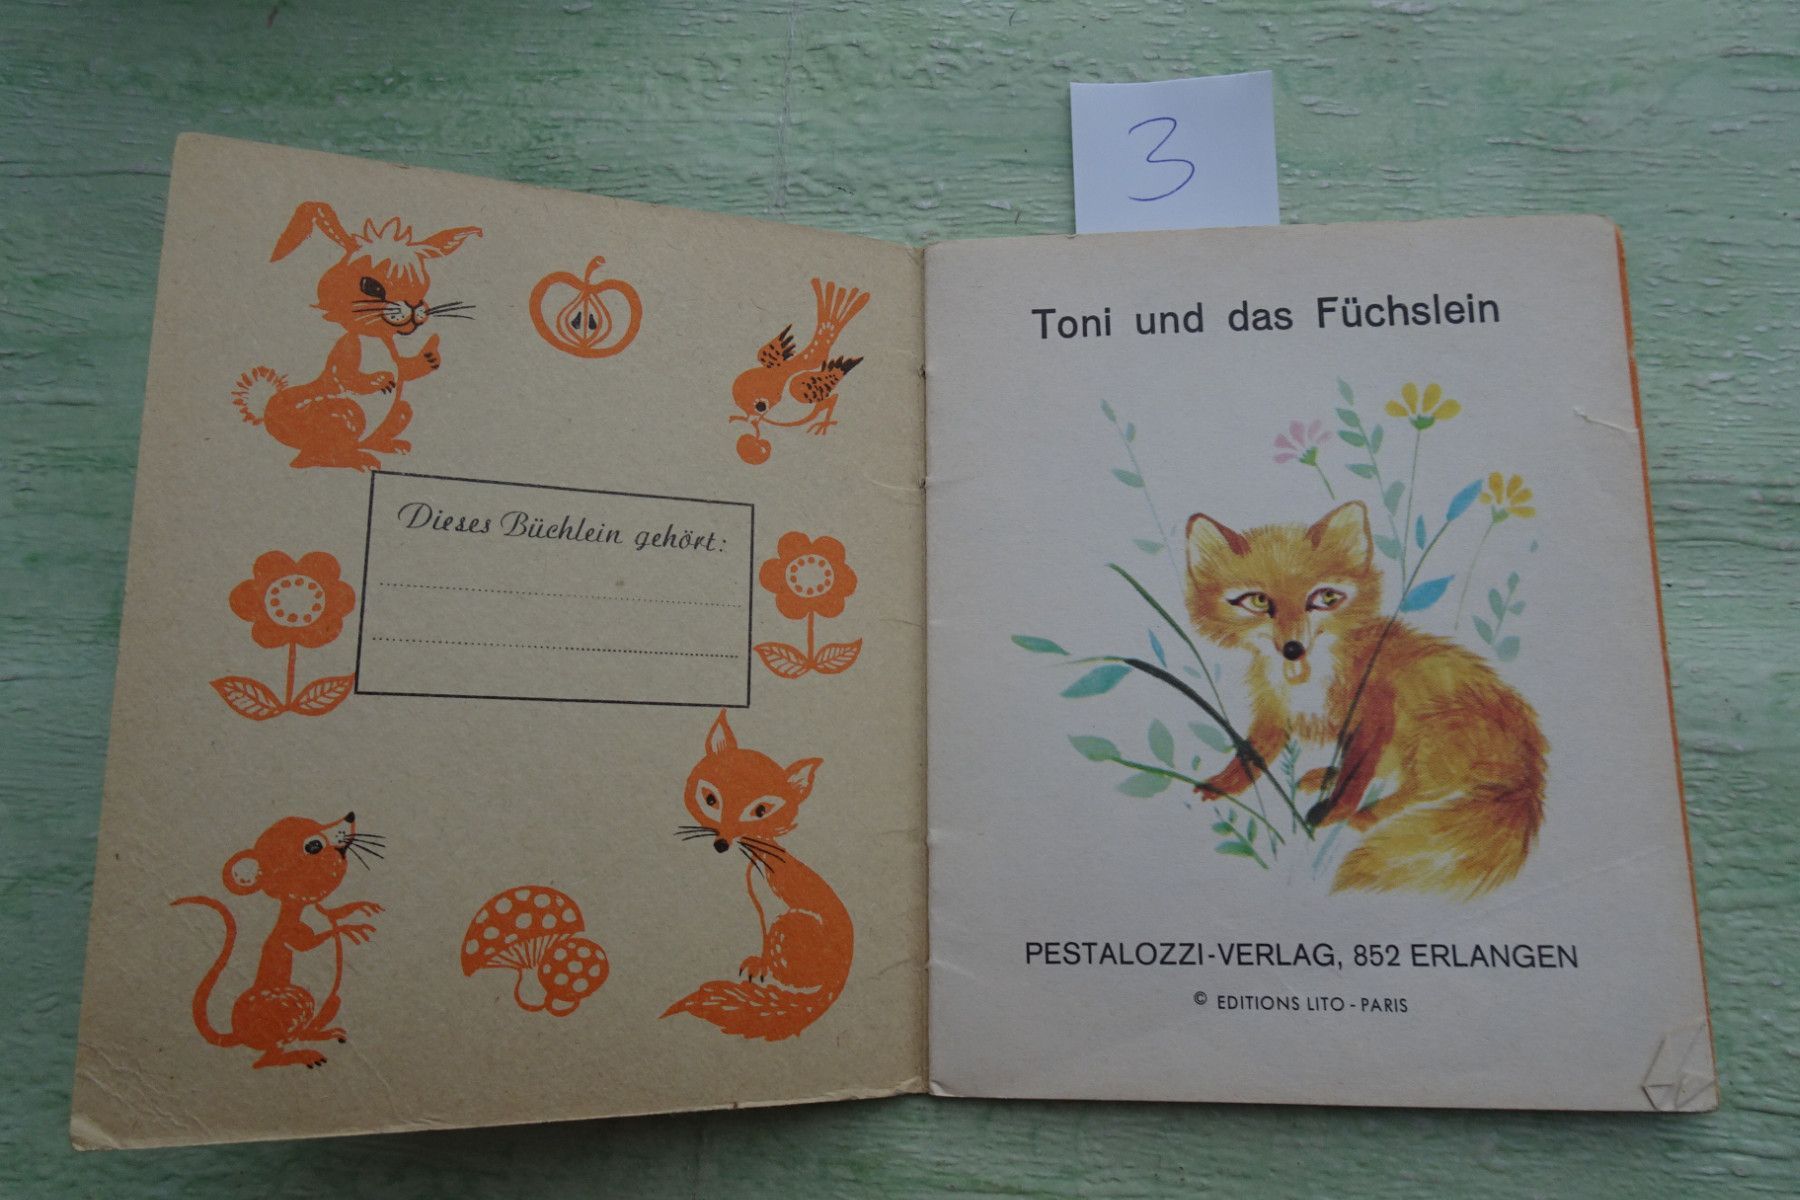 3
Dieses Büchlein gehört:
Toni und das Füchslein
PESTALOZZI-VERLAG, 852 ERLANGEN
© EDITIONS LITO - PARIS